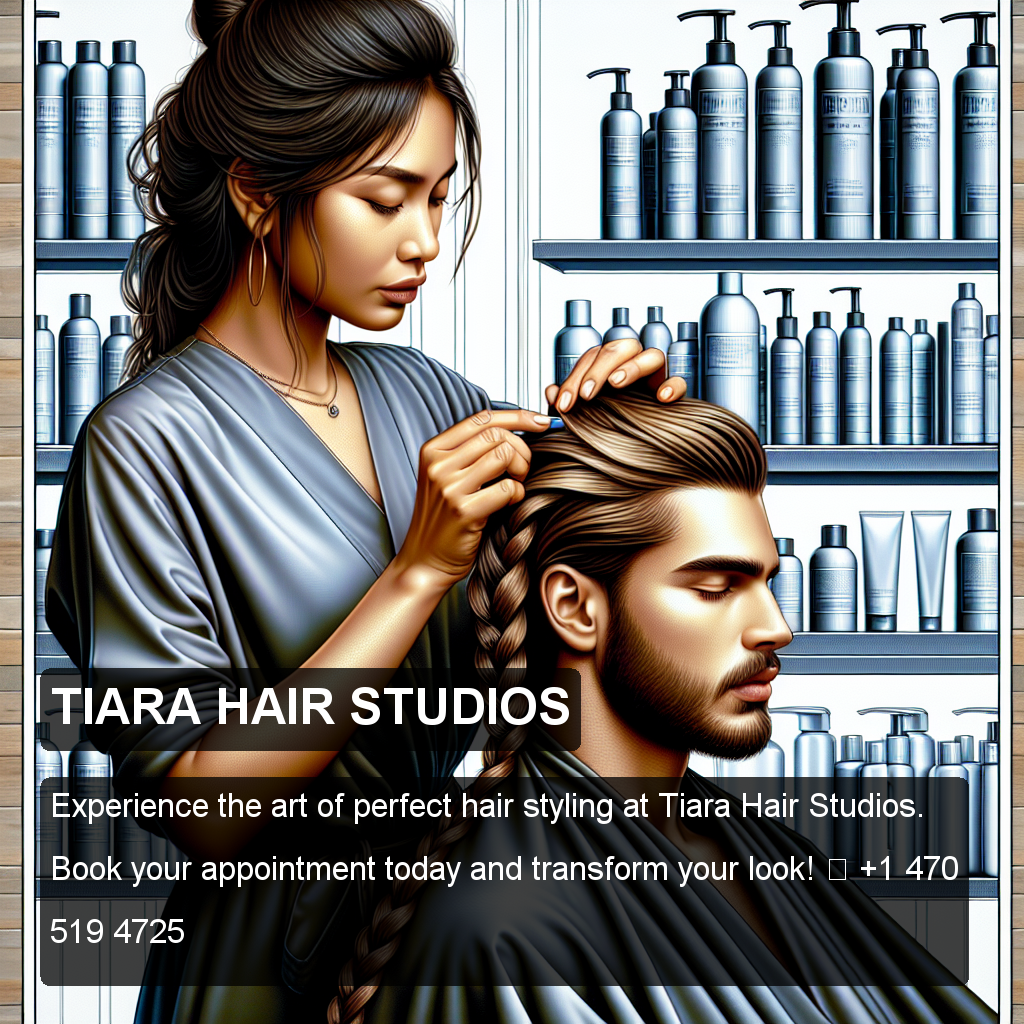 TIARA HAIR STUDIOS
Experience the art of perfect hair styling at Tiara Hair Studios.
Book your appointment today and transform your look! □ +1 470
519 4725